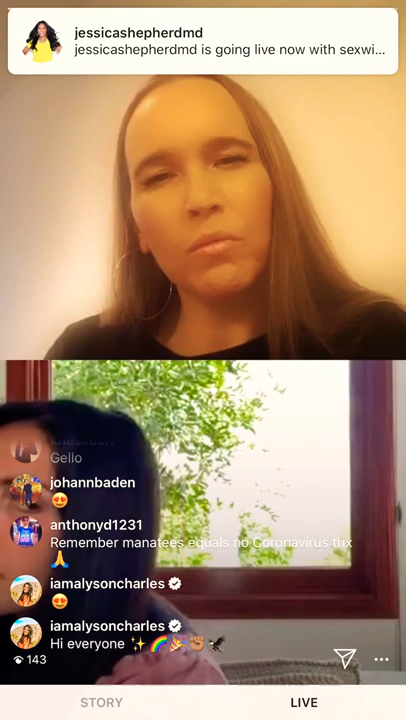 jessicashepherdmd
jessicashepherdmd is going live now with sexwi...
Gello
johannbaden
😍
anthonyd1231
Remember manatees equals no Coronavirus thx
🙏
iamalysoncharles
😍
iamalysoncharles
Hi everyone ✨🌈🎉✊🏽🦅
143
STORY
LIVE